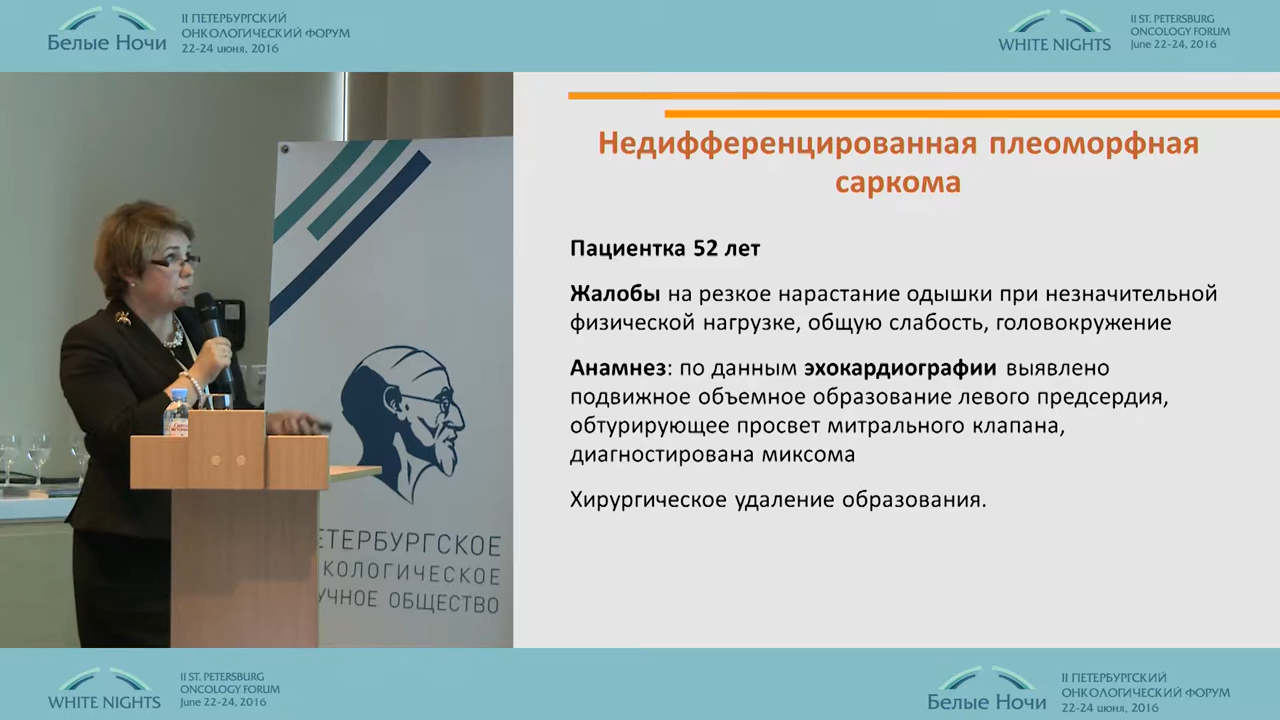 Белые Ночи
II ПЕТЕРБУРГСКИЙ
ОНКОЛОГИЧЕСКИЙ ФОРУМ
22-24 июня, 2016
WHITE NIGHTS
II ST. PETERSBURG
ONCOLOGY FORUM
June 22-24, 2016
Недифференцированная плеоморфная
саркома
Пациентка 52 лет
Жалобы на резкое нарастание одышки при незначительной
физической нагрузке, общую слабость, головокружение
Анамнез: по данным эхокардиографии выявлено
подвижное объемное образование левого предсердия,
обтурирующее просвет митрального клапана,
диагностирована миксома
Хирургическое удаление образования.
ЕТЕРБУРГСКОЕ
КОЛОГИЧЕСКОЕ
УЧНОЕ ОБЩЕСТВО
WHITE NIGHTS
II ST. PETERSBURG
ONCOLOGY FORUM
June 22-24, 2016
Белые Ночи
II ПЕТЕРБУРГСКИЙ
ОНКОЛОГИЧЕСКИЙ ФОРУМ
22-24 июня, 2016